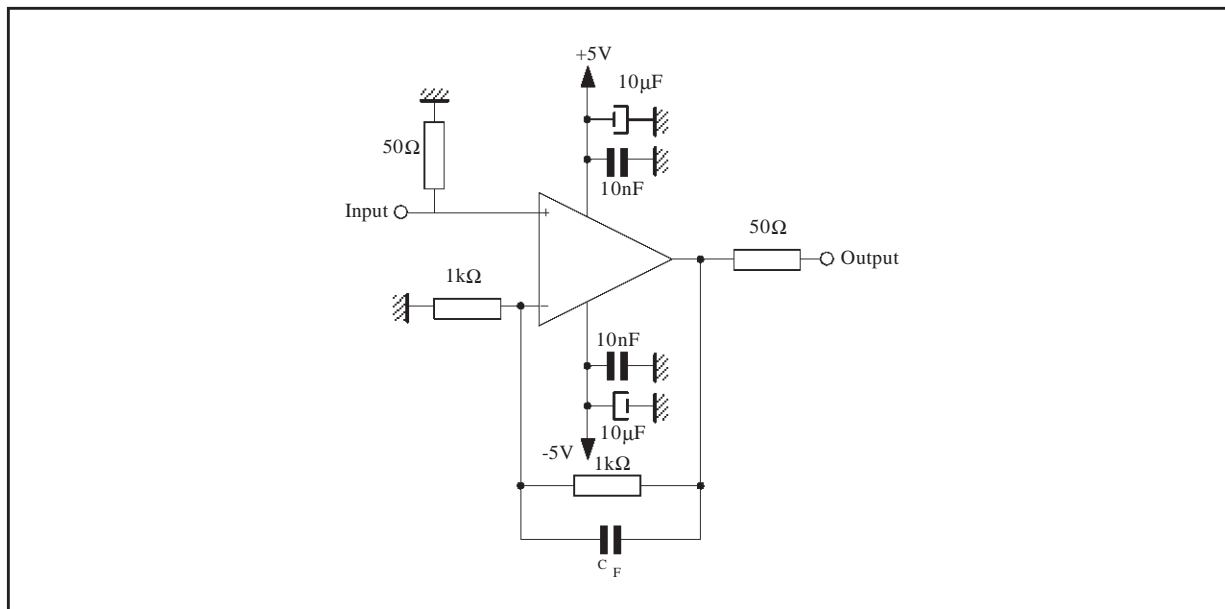 +5V
10µF
50Ω
10nF
Input
+
50Ω
Output
1kΩ
−
10nF
10µF
-5V
1kΩ
C F